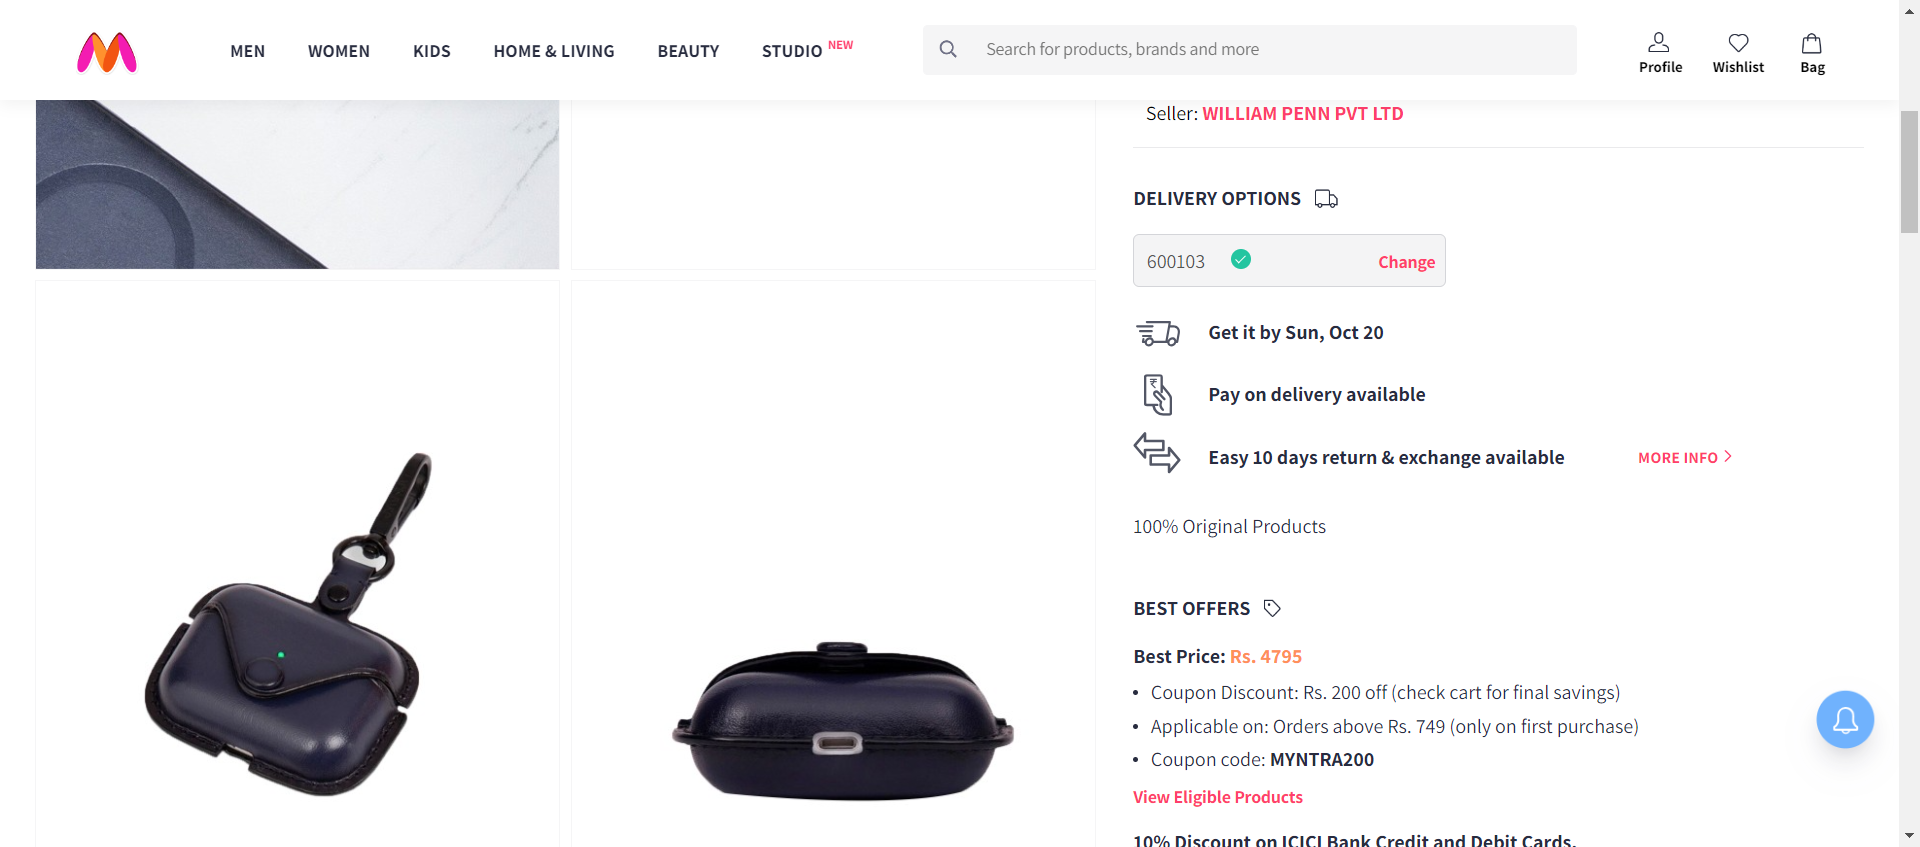 MEN
WOMEN
KIDS
HOME & LIVING
BEAUTY
STUDIO NEW
Search for products, brands and more
Profile
Wishlist
Bag
Seller: WILLIAM PENN PVT LTD
DELIVERY OPTIONS
600103
Change
Get it by Sun, Oct 20
Pay on delivery available
Easy 10 days return & exchange available
MORE INFO
100% Original Products
BEST OFFERS
Best Price: Rs. 4795
• Coupon Discount: Rs. 200 off (check cart for final savings)
• Applicable on: Orders above Rs. 749 (only on first purchase)
• Coupon code: MYNTRA200
View Eligible Products
10% Discount on ICICI Bank Credit and Debit Cards.